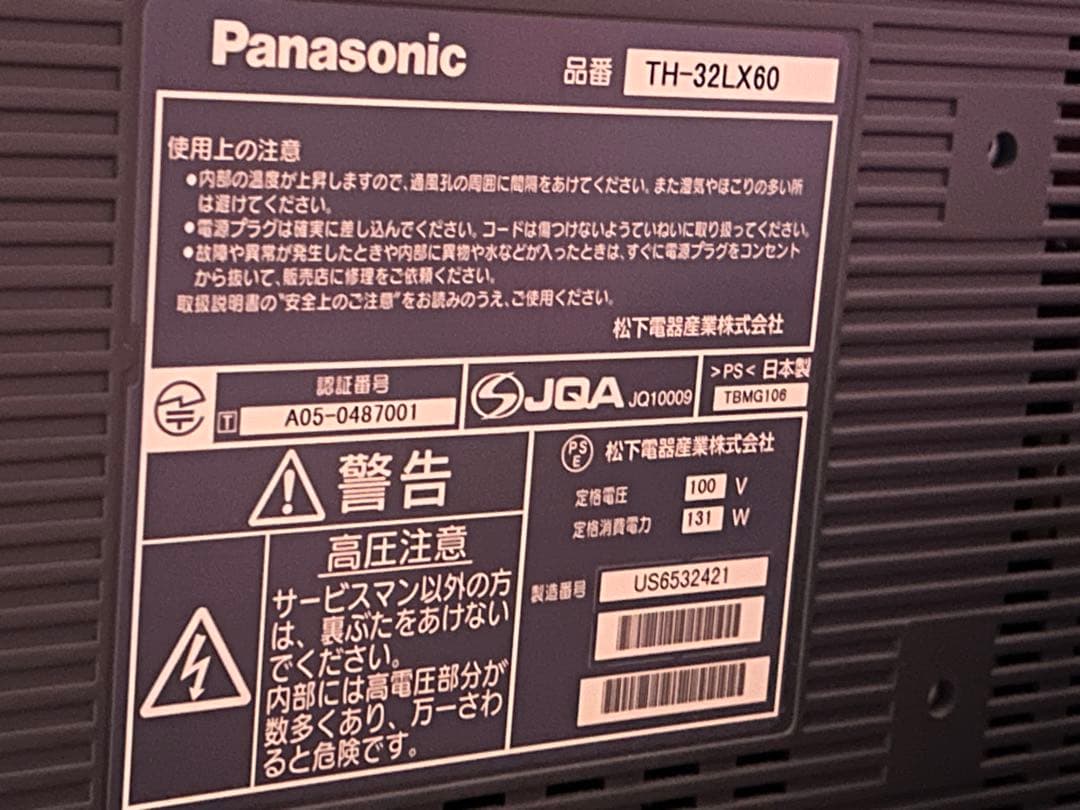 Panasonic
品番 TH-32LX60
使用上の注意
●内部の温度が上昇しますので、通風孔の周囲に間隔をあけてください。また湿気やほこりの多い所
は避けてください。
●電源プラグは確実に差し込んでください。コードは傷つけないようていねいに取り扱ってください。
●故障や異常が発生したときや内部に異物や水などが入ったときは、すぐに電源プラグをコンセント
から抜いて、販売店に修理をご依頼ください。
取扱説明書の"安全上のご注意"をお読みのうえ、ご使用ください。
松下電器産業株式会社
認証番号
T A05-0487001
JQA JQ10009
>PS< 日本製
TBMG106
警告
高圧注意
サービスマン以外の方
は、裏ぶたをあけない
でください。
内部には高電圧部分が
数多くあり、万一さわ
ると危険です。
PS
E
松下電器産業株式会社
定格電圧 100 V
定格消費電力 131 W
製造番号 US6532421